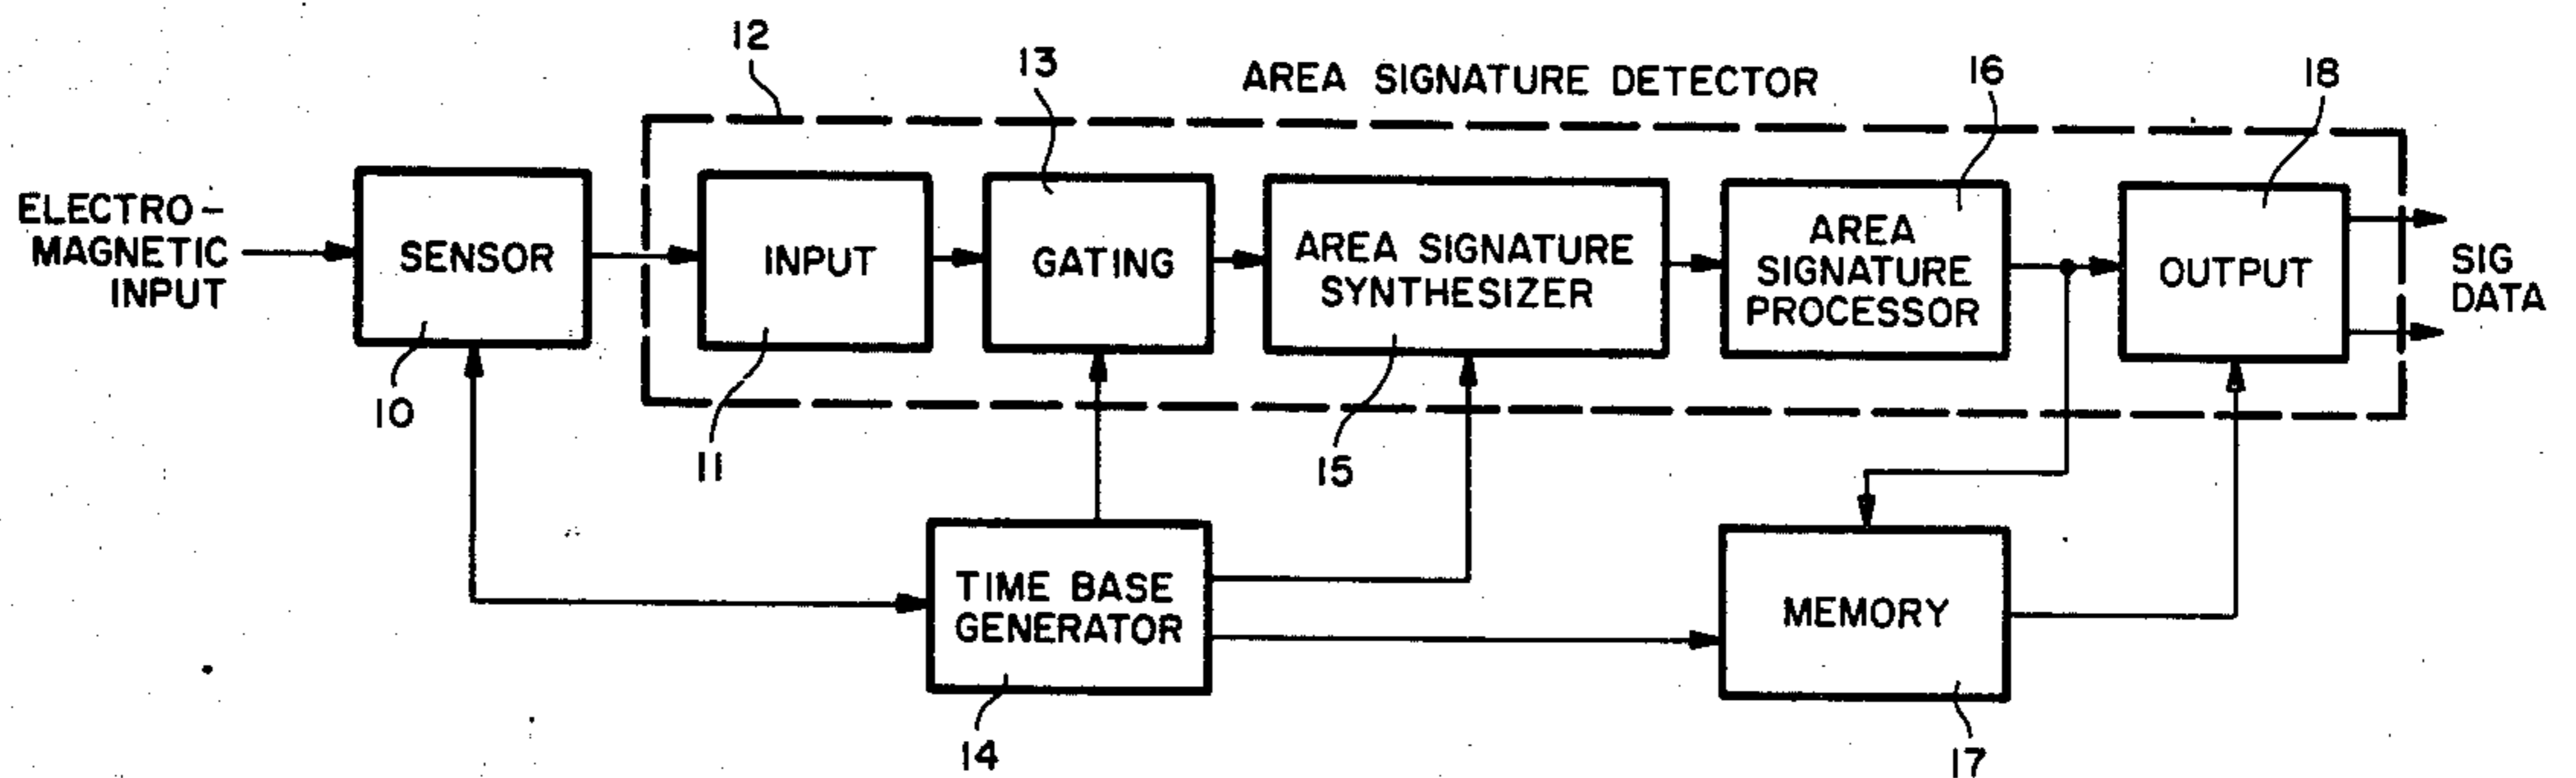 12
13
AREA SIGNATURE DETECTOR
16
18
ELECTRO-
MAGNETIC
INPUT
SENSOR
INPUT
GATING
AREA SIGNATURE
SYNTHESIZER
AREA
SIGNATURE
PROCESSOR
OUTPUT
SIG
DATA
10
11
15
TIME BASE
GENERATOR
MEMORY
14
17